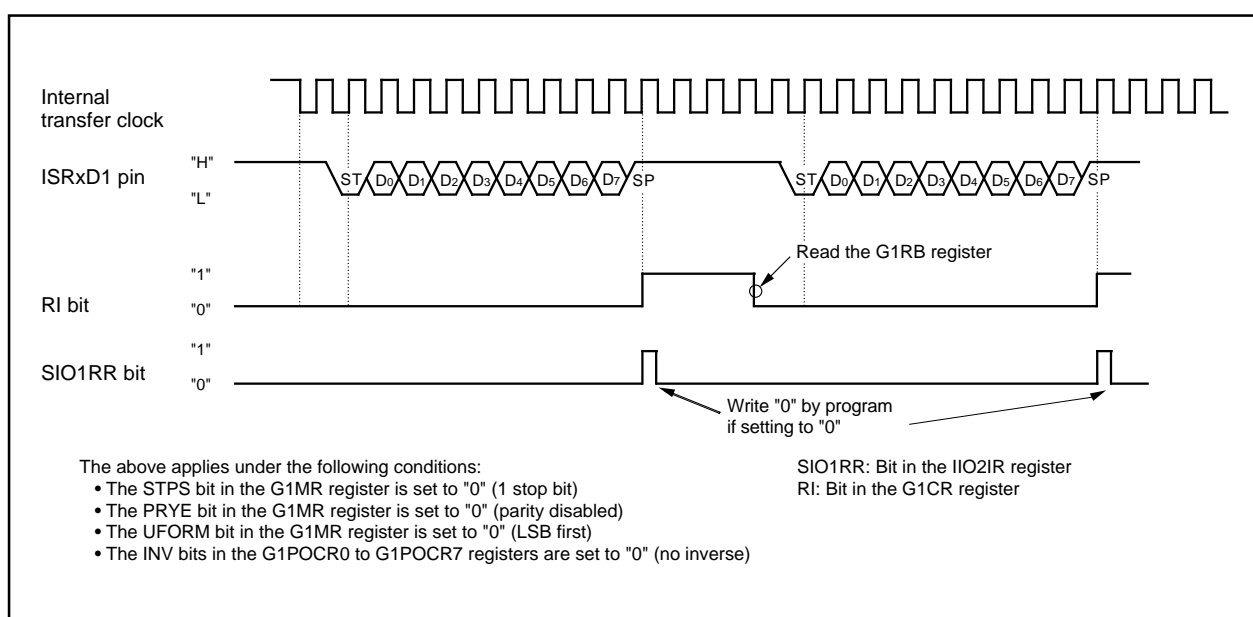 Internal
transfer clock
ISRxD1 pin
"H"
"L"
ST D0 D1 D2 D3 D4 D5 D6 D7 SP
ST D0 D1 D2 D3 D4 D5 D6 D7 SP
Read the G1RB register
RI bit
"1"
"0"
SIO1RR bit
"1"
"0"
Write "0" by program
if setting to "0"
The above applies under the following conditions:
• The STPS bit in the G1MR register is set to "0" (1 stop bit)
• The PRYE bit in the G1MR register is set to "0" (parity disabled)
• The UFORM bit in the G1MR register is set to "0" (LSB first)
• The INV bits in the G1POCR0 to G1POCR7 registers are set to "0" (no inverse)
SIO1RR: Bit in the IIO2IR register
RI: Bit in the G1CR register